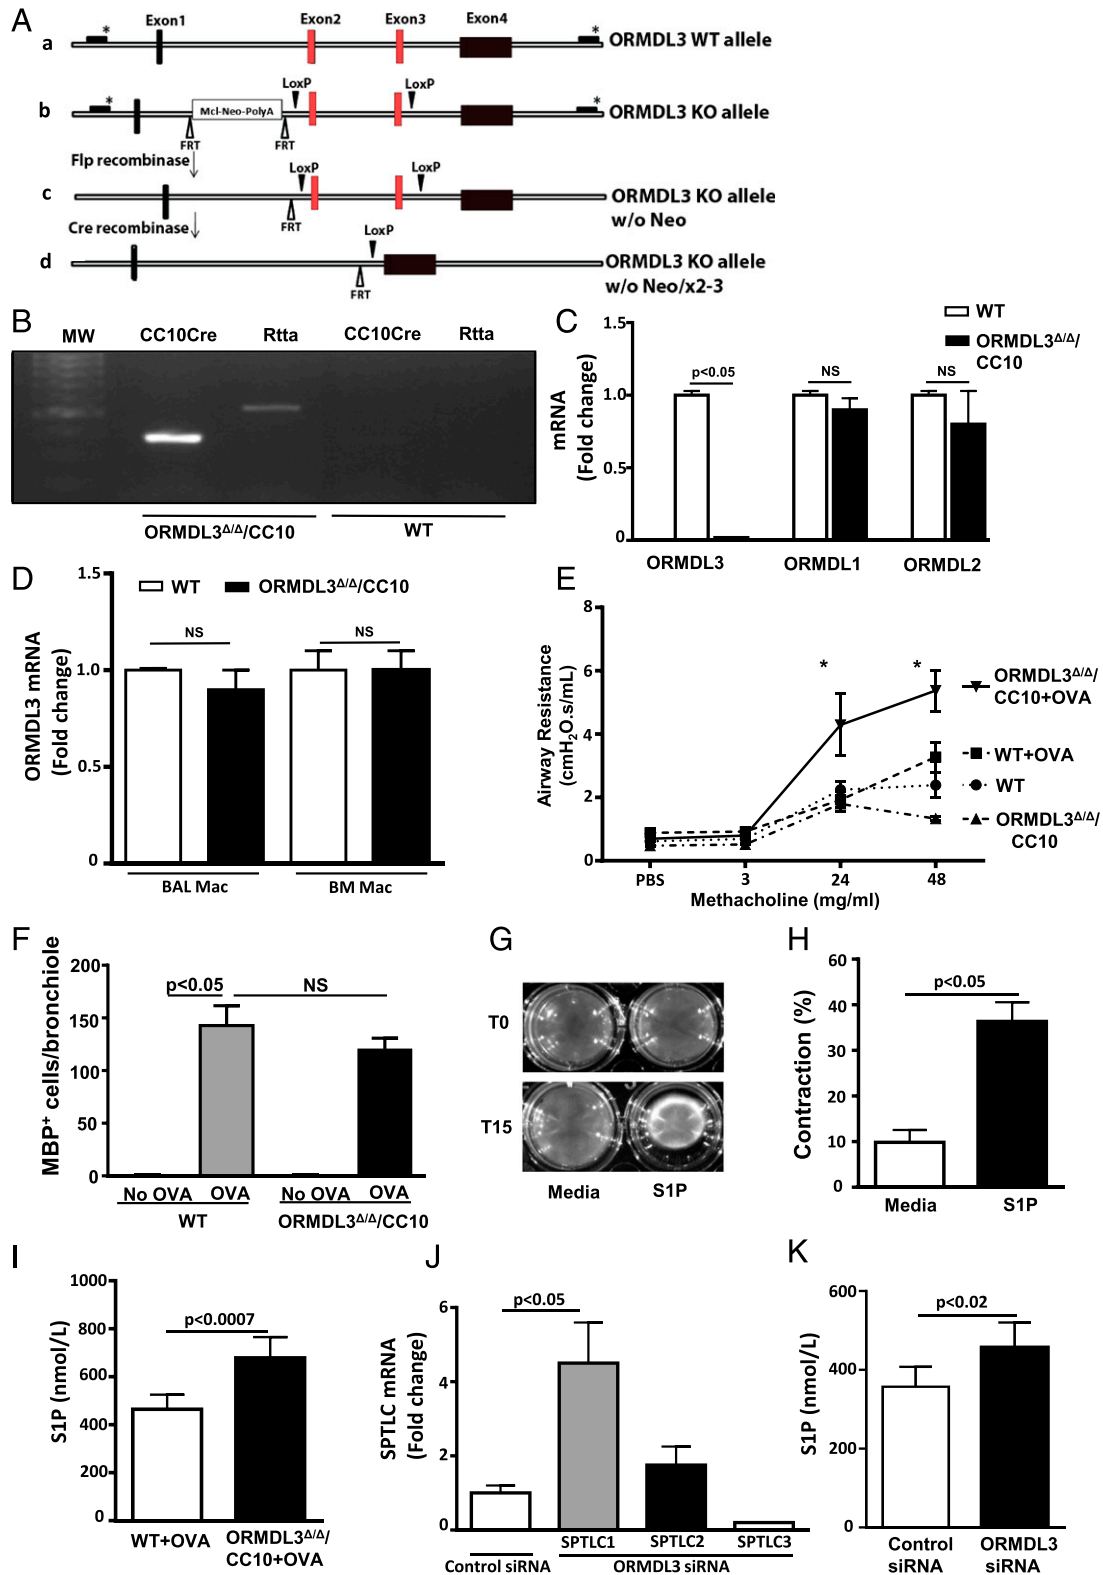 A
Exon1
Exon2
Exon3
Exon4
*
*
a
ORMDL3 WT allele
LoxP
LoxP
*
*
b
Mcl-Neo-PolyA
ORMDL3 KO allele
FRT
FRT
Flp recombinase
LoxP
LoxP
c
ORMDL3 KO allele
w/o Neo
FRT
Cre recombinase
LoxP
d
ORMDL3 KO allele
w/o Neo/x2-3
FRT
B
MW
CC10Cre
Rtta
CC10Cre
Rtta
ORMDL3Δ/Δ/CC10
WT
C
WT
ORMDL3Δ/Δ/
CC10
mRNA
(Fold change)
1.5
1.0
0.5
0
p<0.05
NS
NS
ORMDL3
ORMDL1
ORMDL2
D
WT
ORMDL3Δ/Δ/CC10
ORMDL3 mRNA
(Fold change)
1.5
1.0
0.5
0
NS
NS
BAL Mac
BM Mac
E
Airway Resistance
(cmH2O.s/mL)
8
6
4
2
0
*
*
ORMDL3Δ/Δ/
CC10+OVA
WT+OVA
WT
ORMDL3Δ/Δ/
CC10
PBS
3
24
48
Methacholine (mg/ml)
F
MBP+ cells/bronchiole
200
150
100
50
0
p<0.05
NS
No OVA
OVA
No OVA
OVA
WT
ORMDL3Δ/Δ/CC10
G
T0
T15
Media
S1P
H
Contraction (%)
60
40
30
20
10
0
p<0.05
Media
S1P
I
S1P (nmol/L)
1000
800
600
400
200
0
p<0.0007
WT+OVA
ORMDL3Δ/Δ/
CC10+OVA
J
SPTLC mRNA
(Fold change)
6
4
2
0
p<0.05
SPTLC1
SPTLC2
SPTLC3
Control siRNA
ORMDL3 siRNA
K
S1P (nmol/L)
600
400
200
0
p<0.02
Control
siRNA
ORMDL3
siRNA